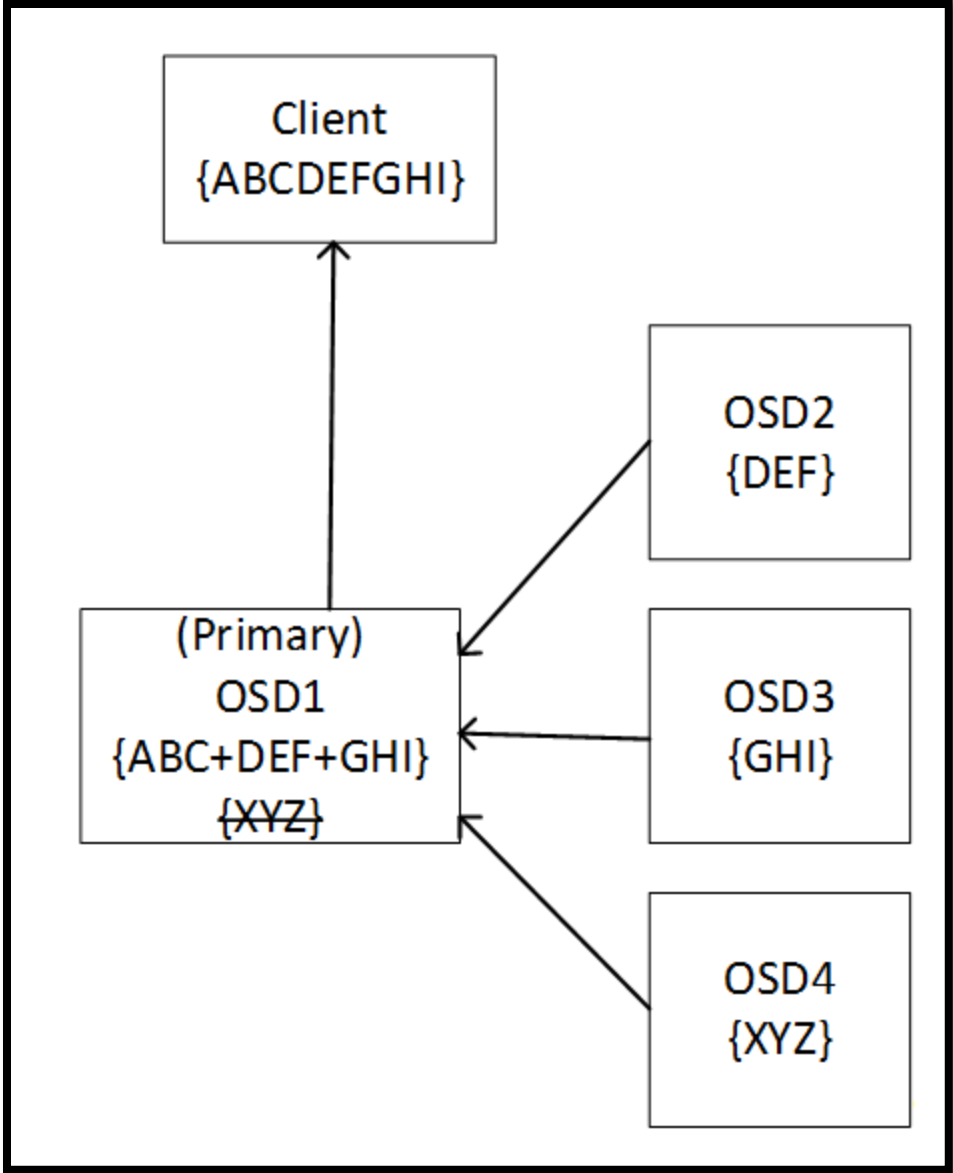 Client
{ABCDEFGHI}
OSD2
{DEF}
(Primary)
OSD1
{ABC+DEF+GHI}
{XYZ}
OSD3
{GHI}
OSD4
{XYZ}